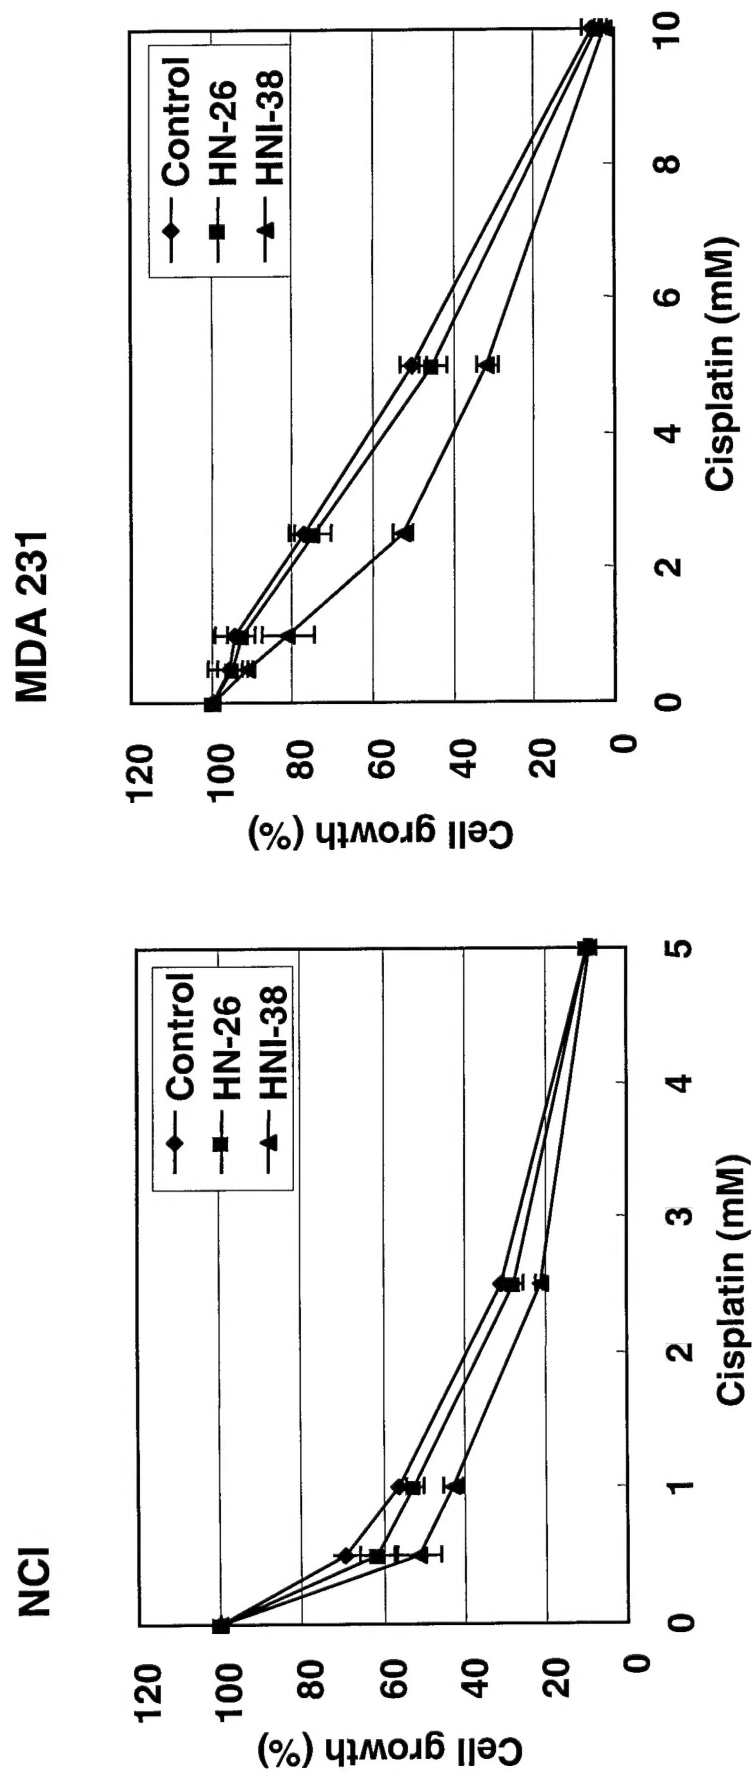 NCI
Control
HN-26
HNI-38
Cell growth (%)
120
100
80
60
40
20
0
0
1
2
3
4
5
Cisplatin (mM)
MDA 231
Control
HN-26
HNI-38
Cell growth (%)
120
100
80
60
40
20
0
0
2
4
6
8
10
Cisplatin (mM)